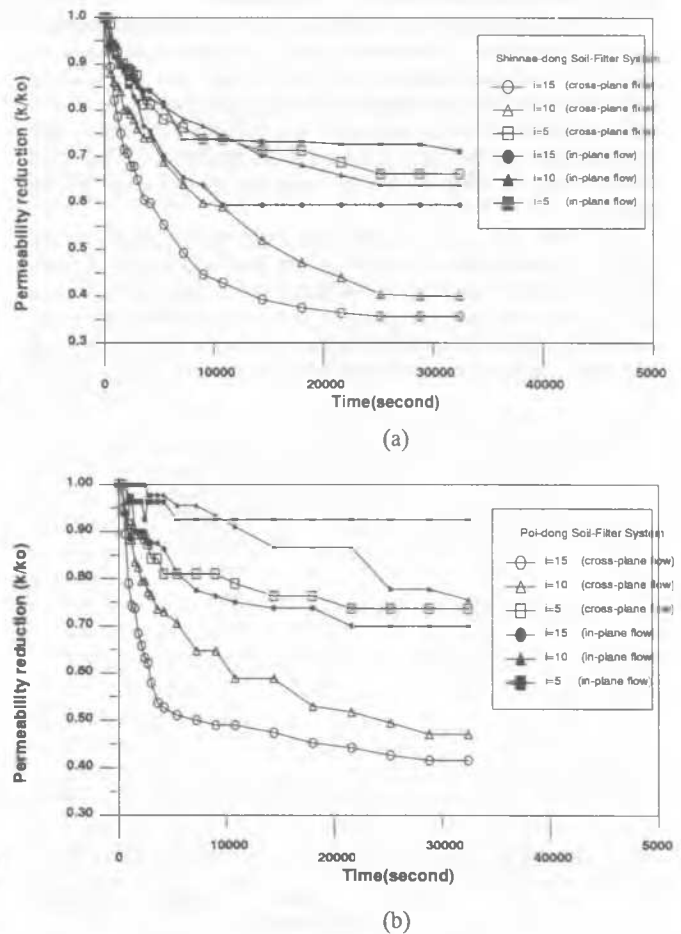 1.0
0.9
0.8
0.7
0.6
0.5
0.4
0.3
Permeability reduction (k/ko)
Shinnae-dong Soil-Filter System
i=15 (cross-plane flow)
i=10 (cross-plane flow)
i=5 (cross-plane flow)
i=15 (in-plane flow)
i=10 (in-plane flow)
i=5 (in-plane flow)
0 10000 20000 30000 40000 5000
Time(second)
(a)
1.00
0.90
0.80
0.70
0.60
0.50
0.40
0.30
Permeability reduction (k/ko)
Poi-dong Soil-Filter System
i=15 (cross-plane flow)
i=10 (cross-plane flow)
i=5 (cross-plane flow)
i=15 (in-plane flow)
i=10 (in-plane flow)
i=5 (in-plane flow)
0 10000 20000 30000 40000 5000
Time(second)
(b)